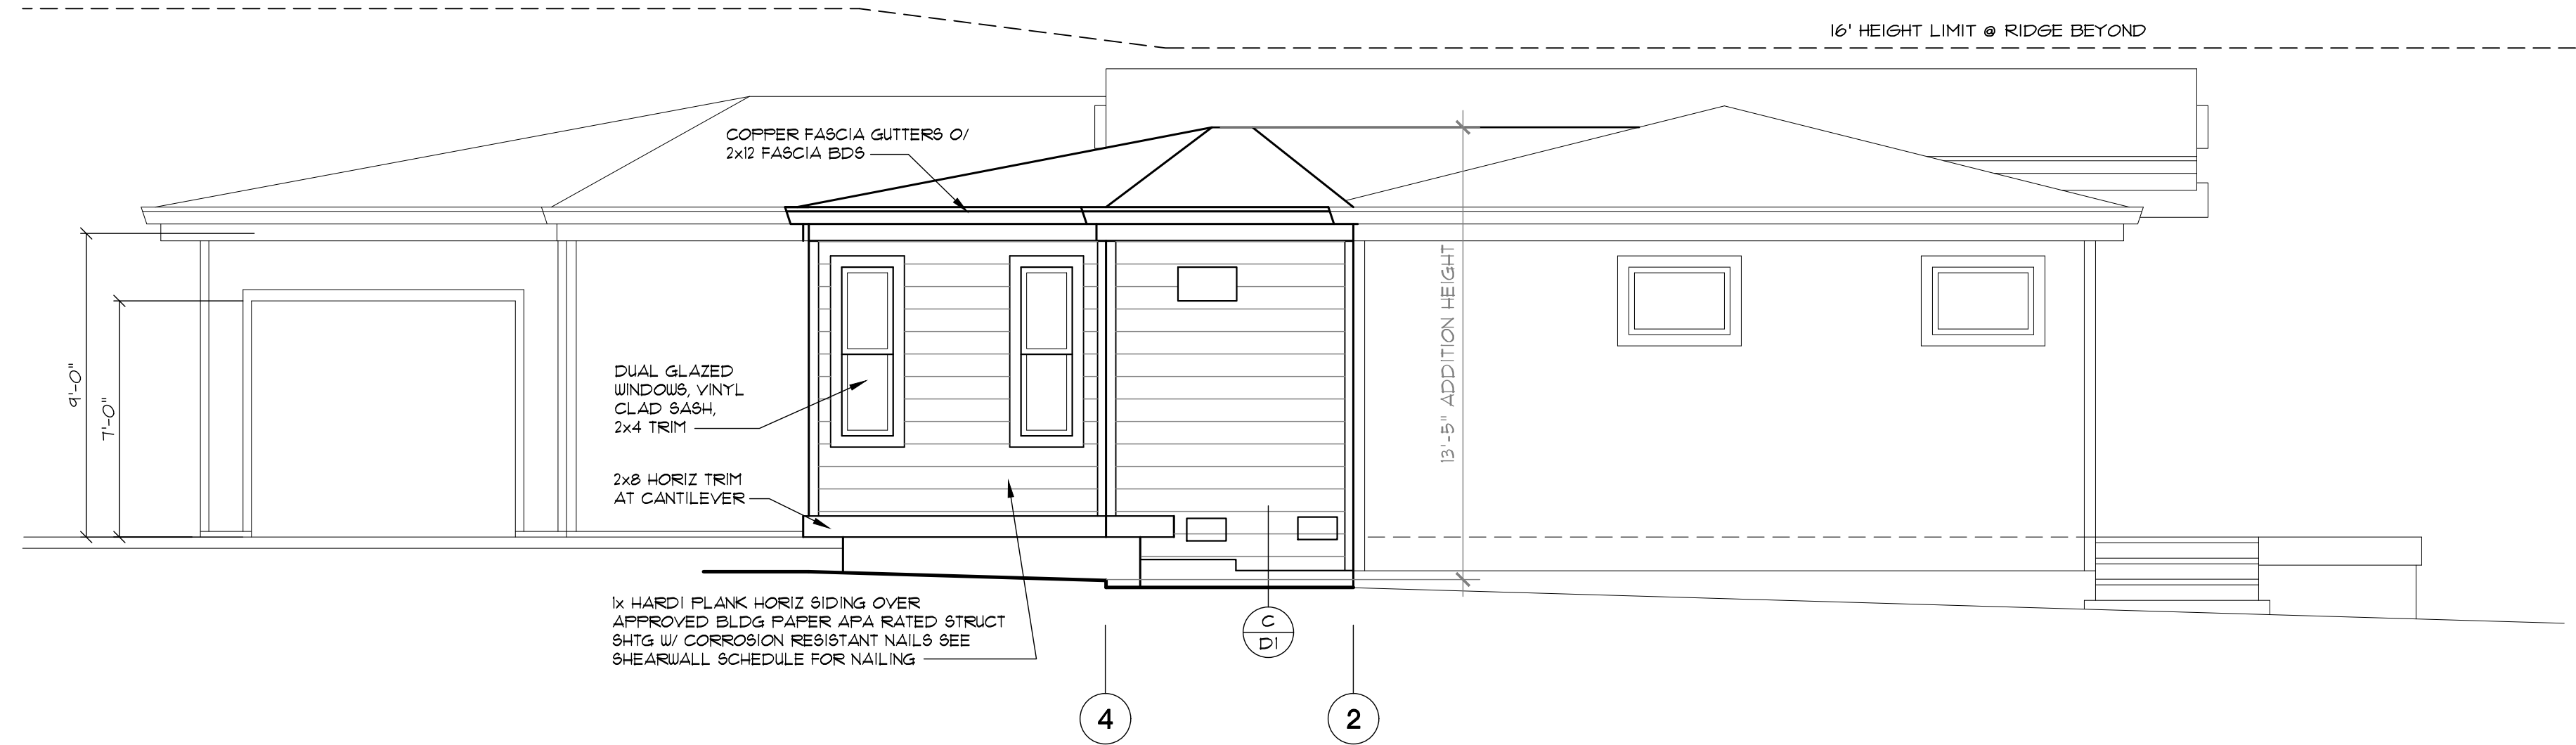 16' HEIGHT LIMIT @ RIDGE BEYOND
COPPER FASCIA GUTTERS O/
2x12 FASCIA BDS
9'-0"
7'-0"
13'-5" ADDITION HEIGHT
DUAL GLAZED
WINDOWS, VINYL
CLAD SASH,
2x4 TRIM
2x8 HORIZ TRIM
AT CANTILEVER
1x HARDI PLANK HORIZ SIDING OVER
APPROVED BLDG PAPER APA RATED STRUCT
SHTG W/ CORROSION RESISTANT NAILS SEE
SHEARWALL SCHEDULE FOR NAILING
C
D1
4
2